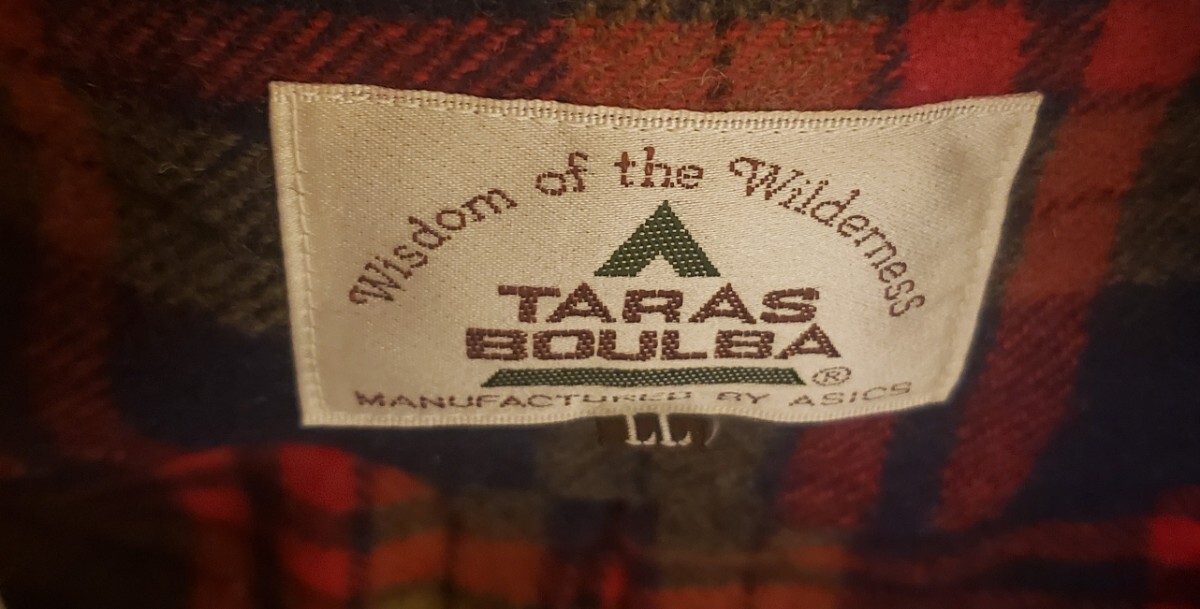 Wisdom of the Wilderness
TARAS
BOULBA
®
MANUFACTURED BY ASICS
LL